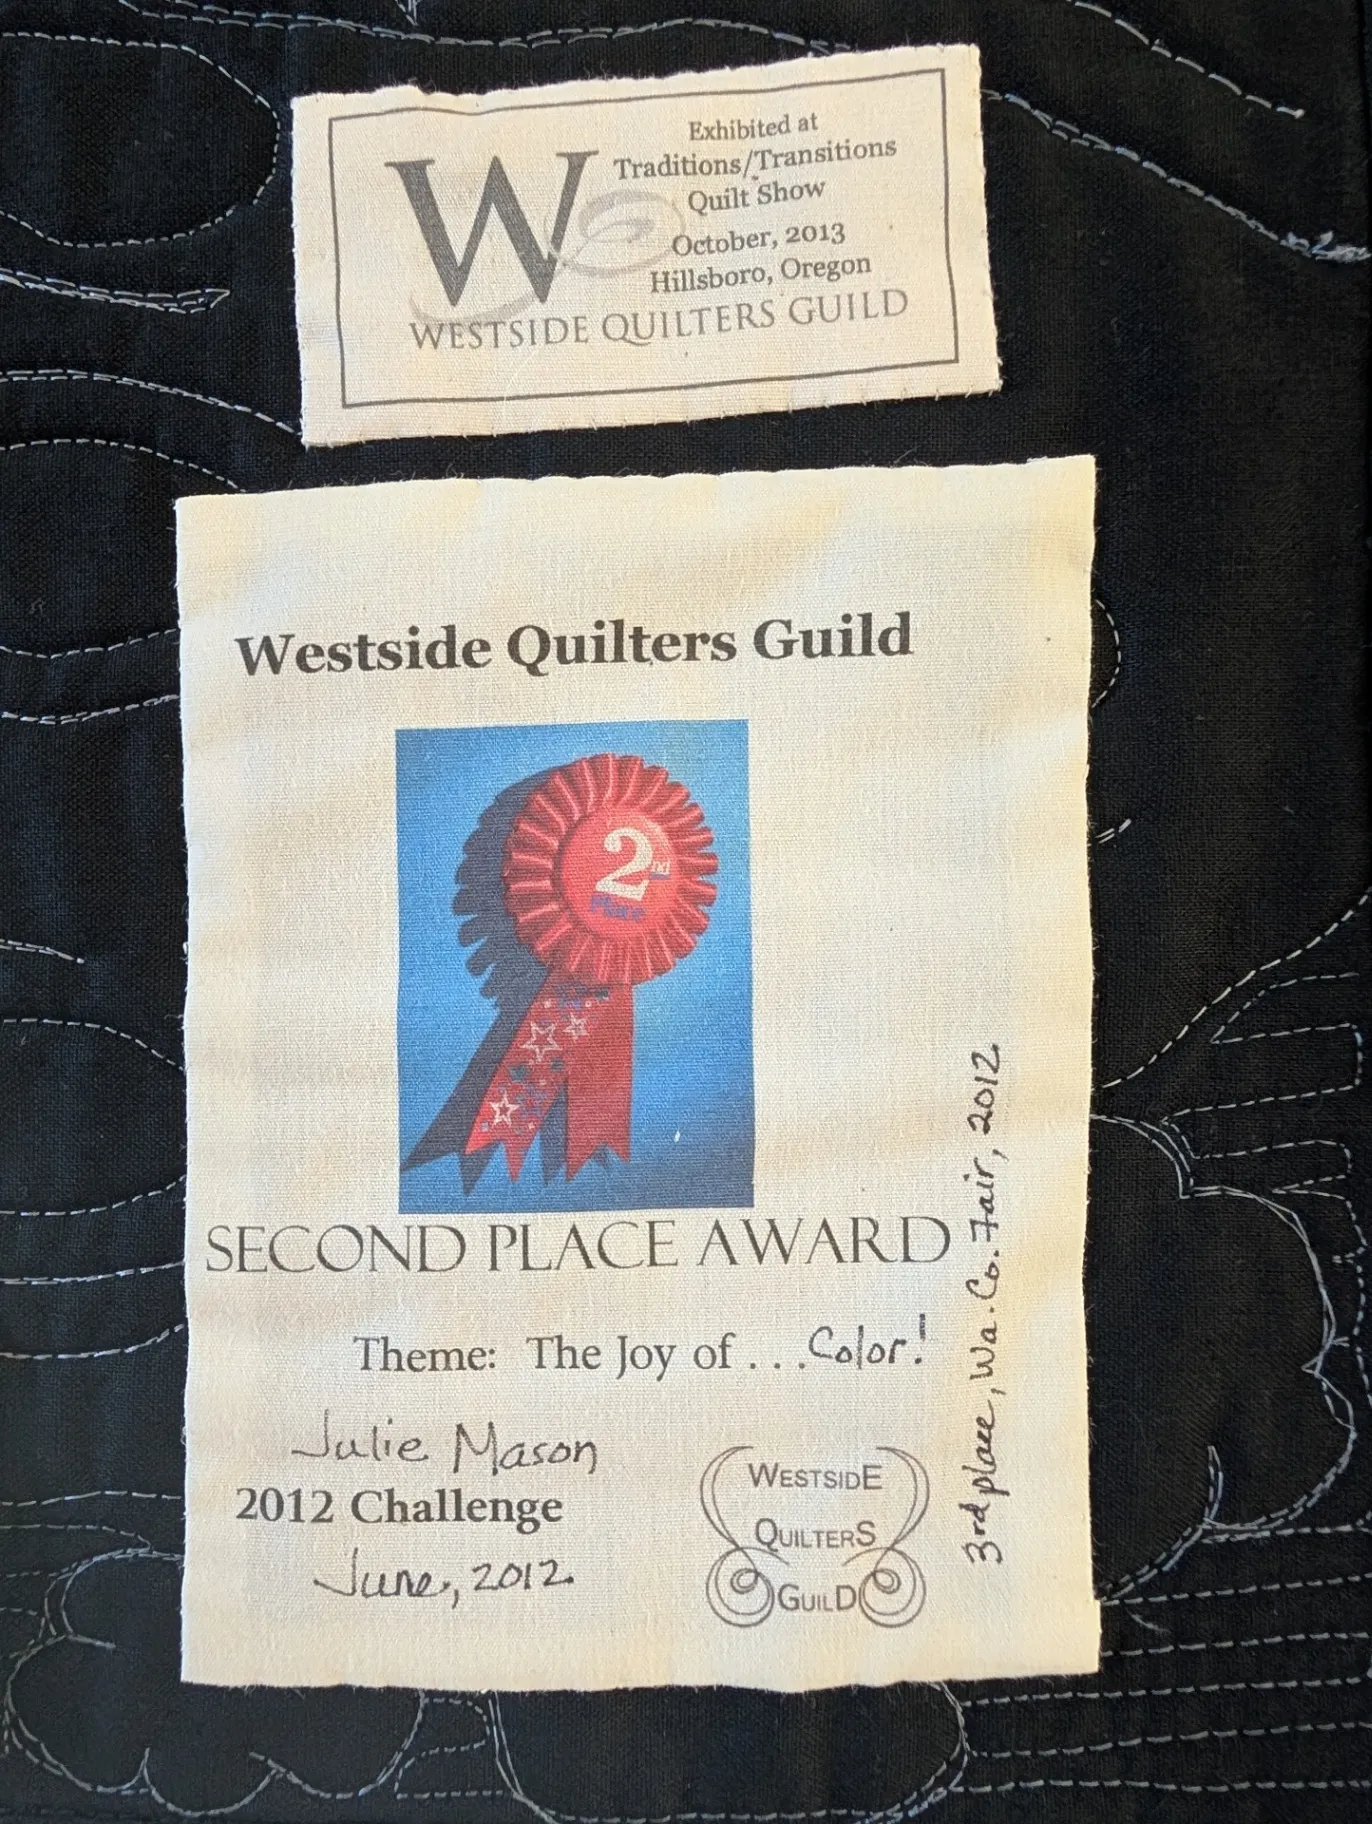 Exhibited at
Traditions/Transitions
Quilt Show
October, 2013
Hillsboro, Oregon
W
WESTSIDE QUILTERS GUILD
Westside Quilters Guild
2nd
Place
SECOND PLACE AWARD
Theme: The Joy of . . . Color!
Julie Mason
2012 Challenge
June, 2012
WESTSIDE
QUILTERS
GUILD
3rd place, Wa. Co. Fair, 2012